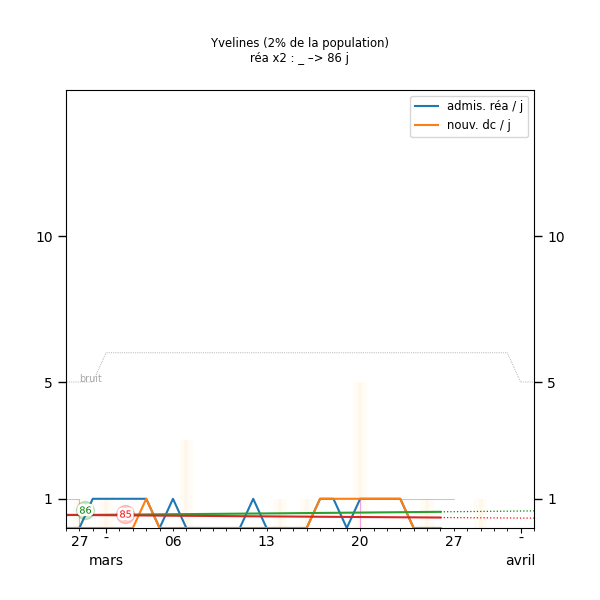 Yvelines (2% de la population)
réa x2 : _ –> 86 j
admis. réa / j
nouv. dc / j
10
10
bruit
5
5
1
1
86
85
27
-
06
13
20
27
-
mars
avril